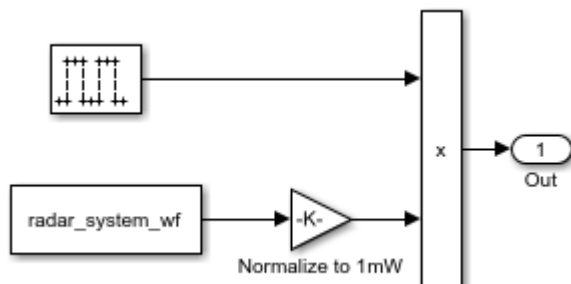 x
1
Out
radar_system_wf
-K-
Normalize to 1mW